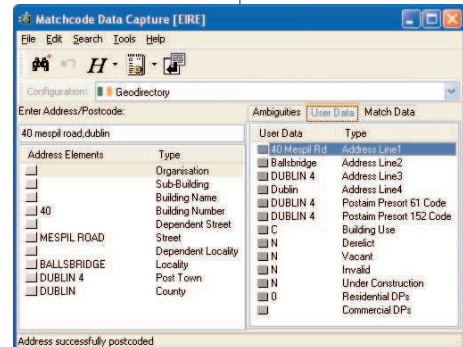 Matchcode Data Capture [EIRE]
File Edit Search Tools Help
H
Configuration: Geodirectory
Enter Address/Postcode:
40 mespil road,dublin
Address Elements Type
Organisation
Sub-Building
Building Name
40 Building Number
Dependent Street
MESPIL ROAD Street
Dependent Locality
BALLSBRIDGE Locality
DUBLIN 4 Post Town
DUBLIN County
Ambiguities User Data Match Data
User Data Type
40 Mespil Rd Address Line1
Ballsbridge Address Line2
DUBLIN 4 Address Line3
Dublin Address Line4
DUBLIN 4 Postaim Presort 61 Code
DUBLIN 4 Postaim Presort 152 Code
C Building Use
N Derelict
N Vacant
N Invalid
N Under Construction
0 Residential DPs
Commercial DPs
Address successfully postcoded